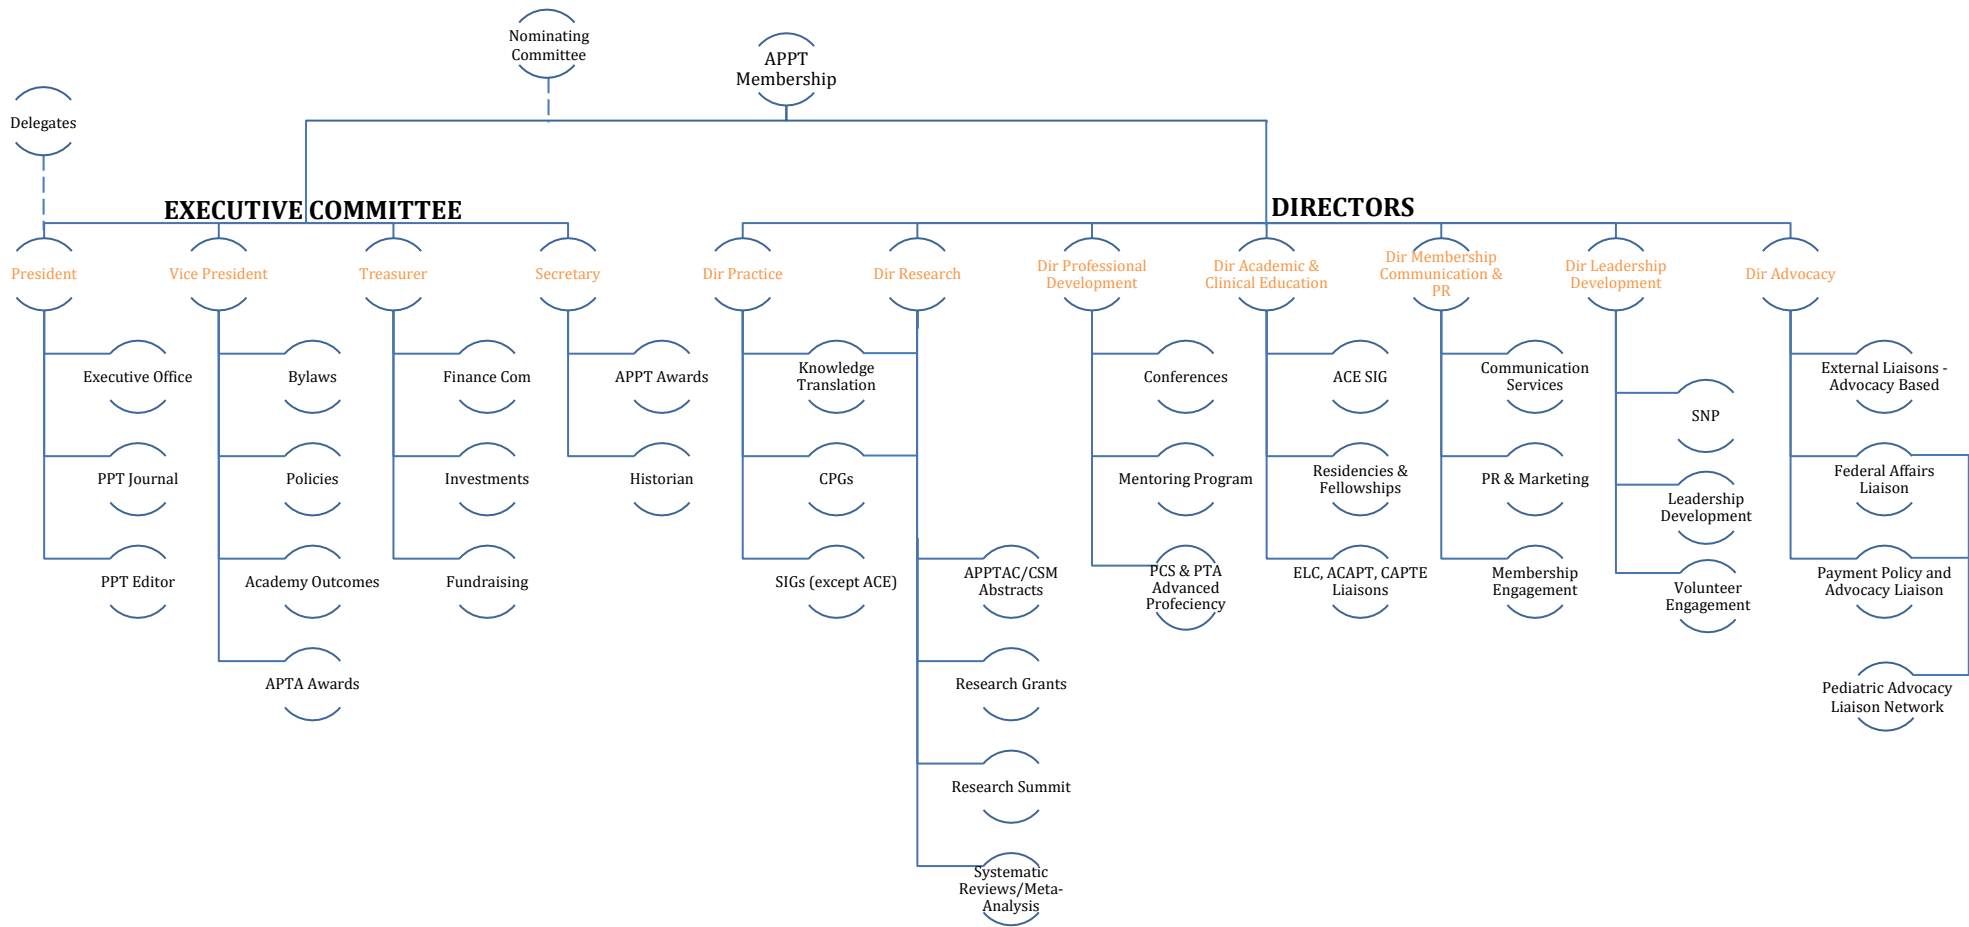 Nominating
Committee
APPT
Membership
Delegates
EXECUTIVE COMMITTEE
DIRECTORS
President
Vice President
Treasurer
Secretary
Dir Practice
Dir Research
Dir Professional
Development
Dir Academic &
Clinical Education
Dir Membership
Communication &
PR
Dir Leadership
Development
Dir Advocacy
Executive Office
PPT Journal
PPT Editor
Bylaws
Policies
Academy Outcomes
APTA Awards
Finance Com
Investments
Fundraising
APPT Awards
Historian
Knowledge
Translation
CPGs
SIGs (except ACE)
APPTAC/CSM
Abstracts
Research Grants
Research Summit
Systematic
Reviews/Meta-
Analysis
Conferences
Mentoring Program
PCS & PTA
Advanced
Profeciency
ACE SIG
Residencies &
Fellowships
ELC, ACAPT, CAPTE
Liaisons
Communication
Services
PR & Marketing
Membership
Engagement
SNP
Leadership
Development
Volunteer
Engagement
External Liaisons -
Advocacy Based
Federal Affairs
Liaison
Payment Policy and
Advocacy Liaison
Pediatric Advocacy
Liaison Network